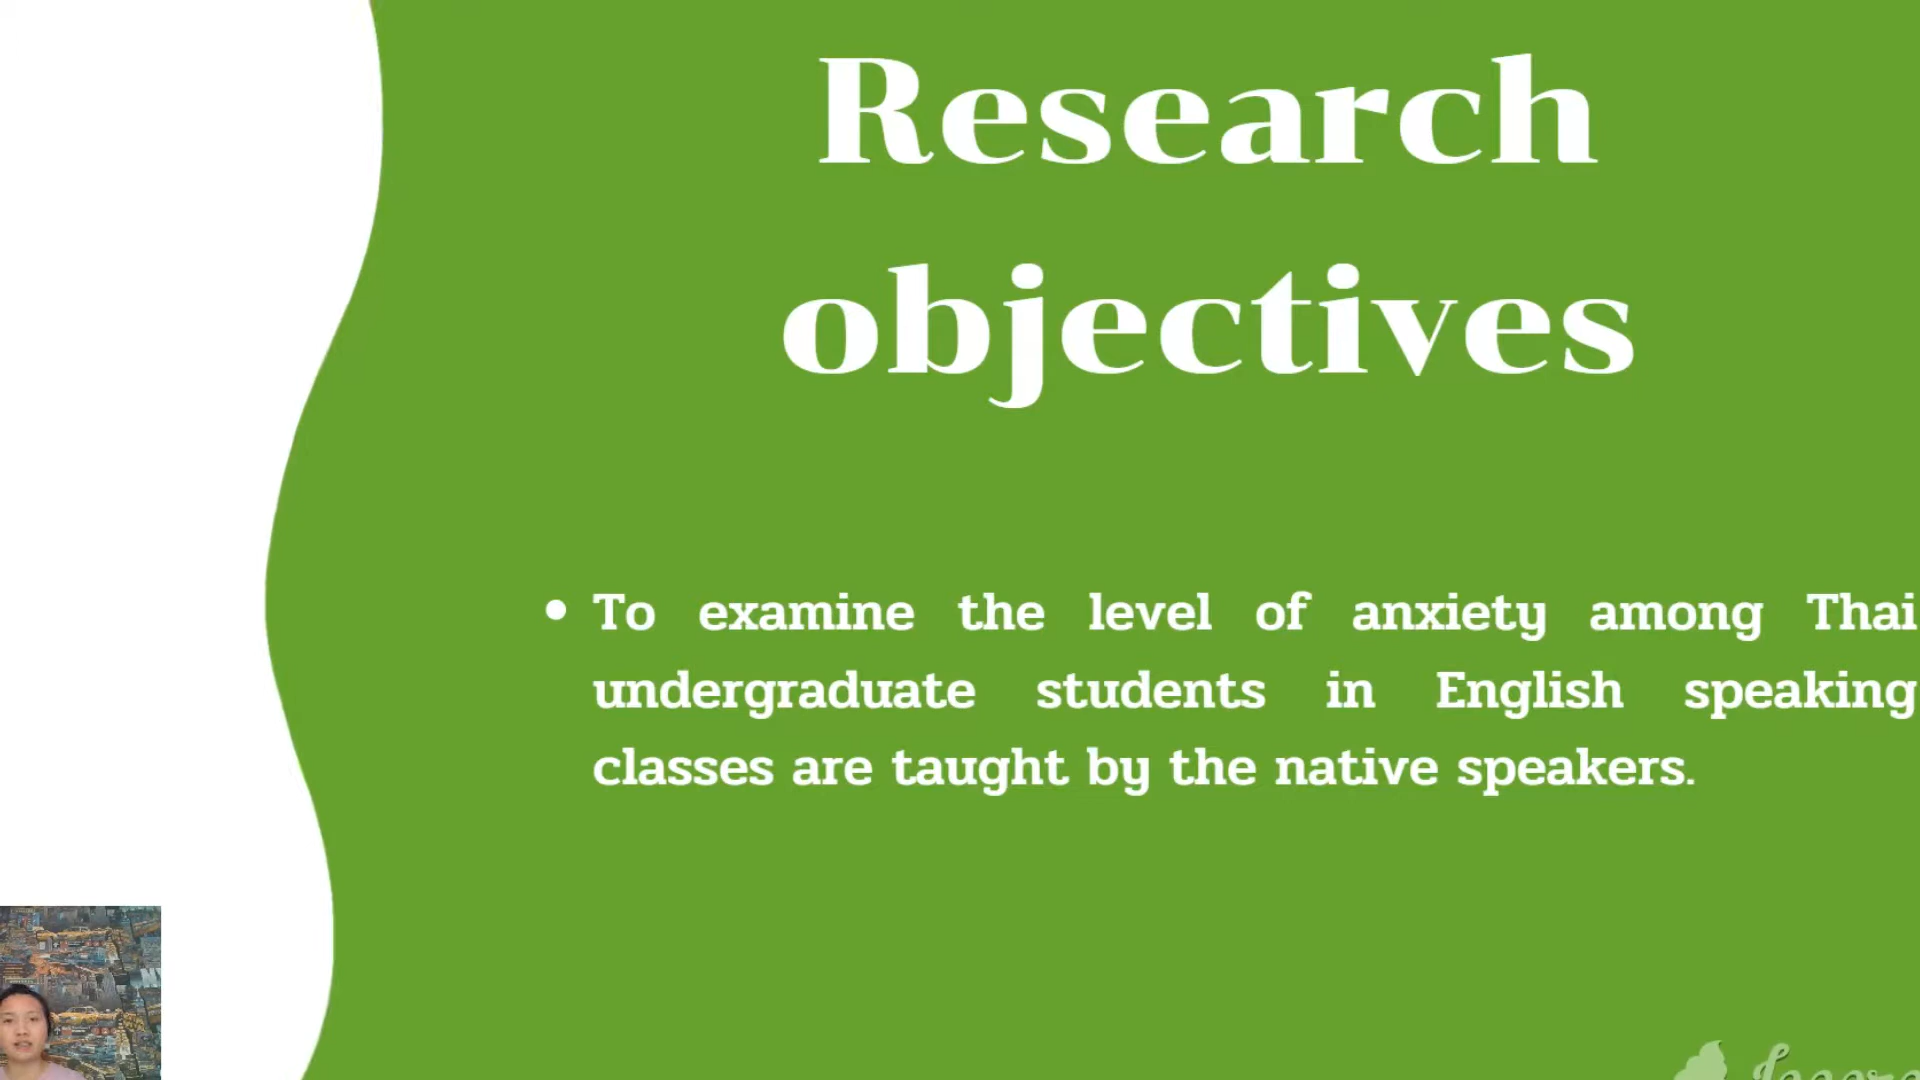 Research
objectives
• To examine the level of anxiety among Thai
undergraduate students in English speaking
classes are taught by the native speakers.